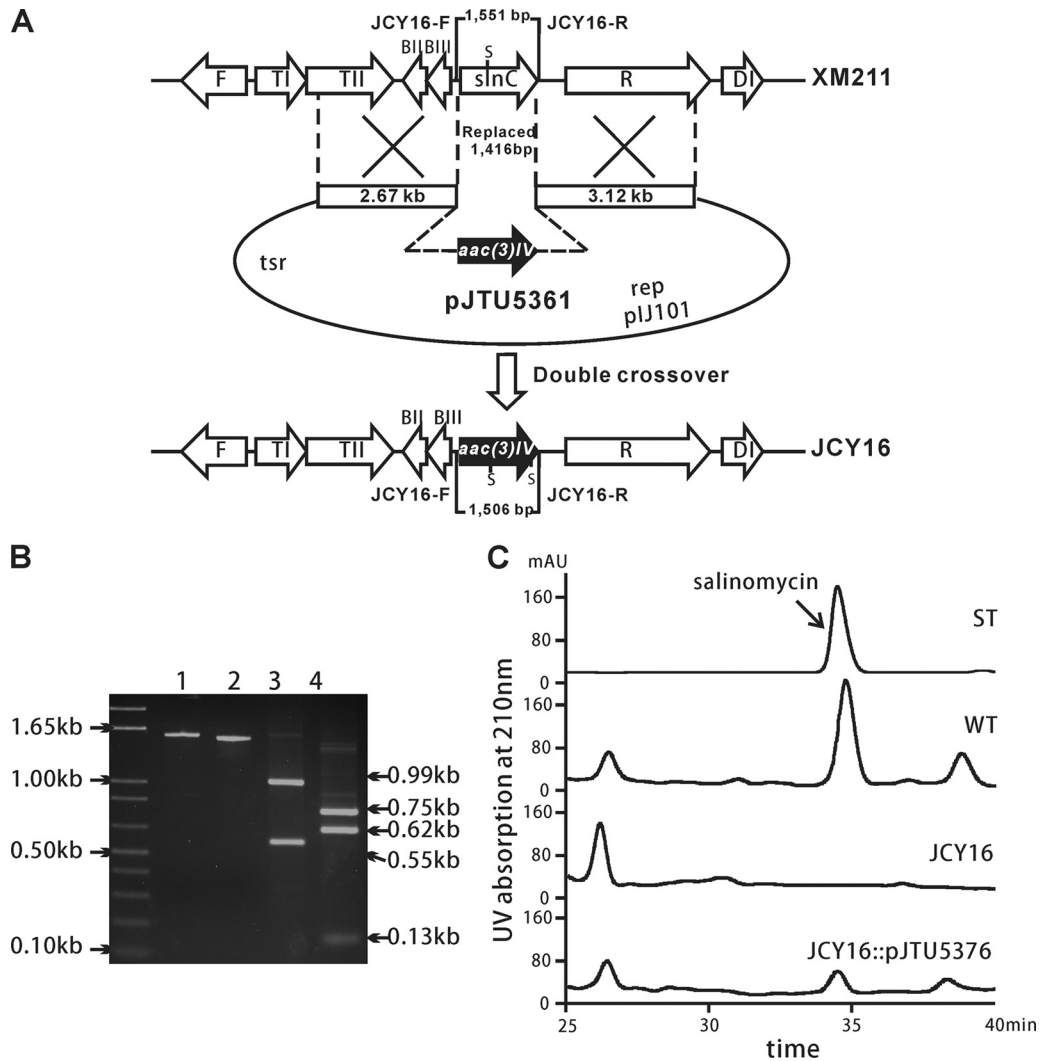 A
JCY16-F 1,551 bp JCY16-R
BII BIII S
F TI TII slnC R DI XM211
Replaced
1,416bp
2.67 kb 3.12 kb
aac(3)IV
tsr
pJTU5361
rep
pIJ101
Double crossover
BII BIII
F TI TII aac(3)IV R DI JCY16
S S
JCY16-F JCY16-R
1,506 bp
B
1 2 3 4
1.65kb
1.00kb
0.50kb
0.10kb
0.99kb
0.75kb
0.62kb
0.55kb
0.13kb
C
mAU
UV absorption at 210nm
salinomycin
160
80
0
ST
160
80
0
WT
160
80
0
JCY16
160
80
0
JCY16::pJTU5376
25 30 35 40min
time